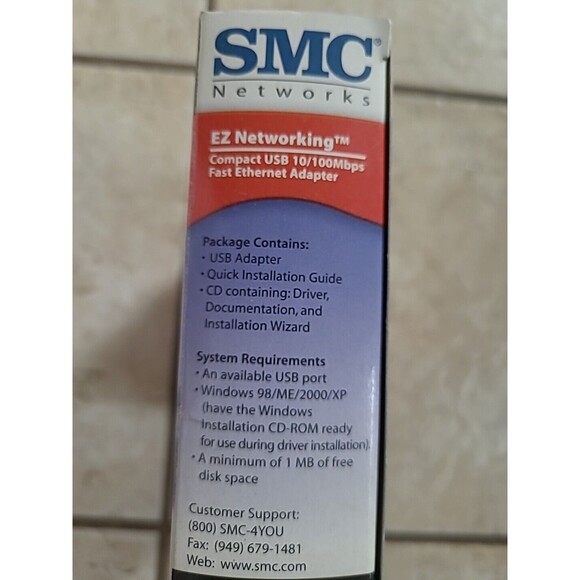 SMC®
Networks
EZ Networking™
Compact USB 10/100Mbps
Fast Ethernet Adapter
Package Contains:
• USB Adapter
• Quick Installation Guide
• CD containing: Driver,
Documentation, and
Installation Wizard
System Requirements
• An available USB port
• Windows 98/ME/2000/XP
(have the Windows
Installation CD-ROM ready
for use during driver installation)
• A minimum of 1 MB of free
disk space
Customer Support:
(800) SMC-4YOU
Fax: (949) 679-1481
Web: www.smc.com